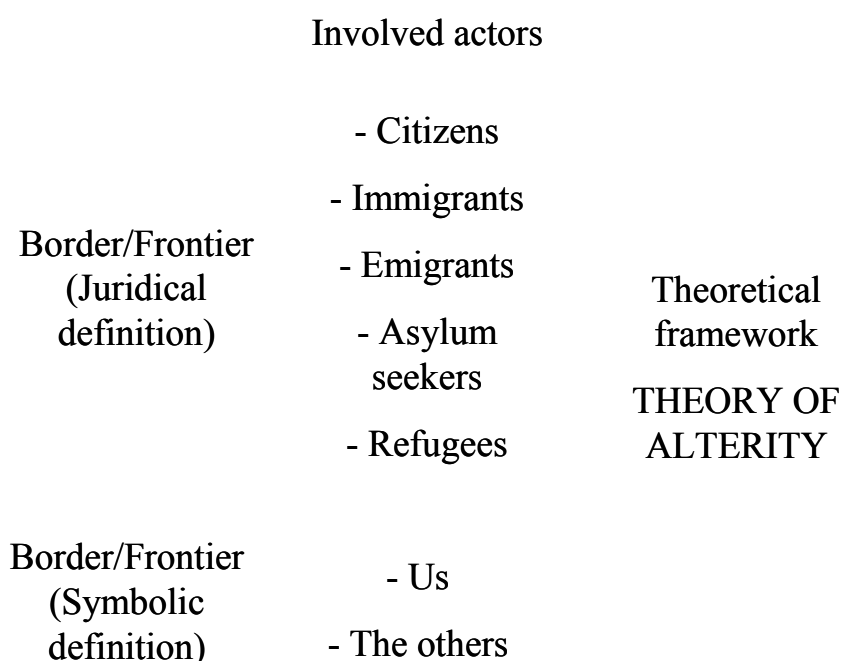 Involved actors
Border/Frontier
(Juridical
definition)
- Citizens
- Immigrants
- Emigrants
- Asylum
seekers
- Refugees
Theoretical
framework
THEORY OF
ALTERITY
Border/Frontier
(Symbolic
definition)
- Us
- The others